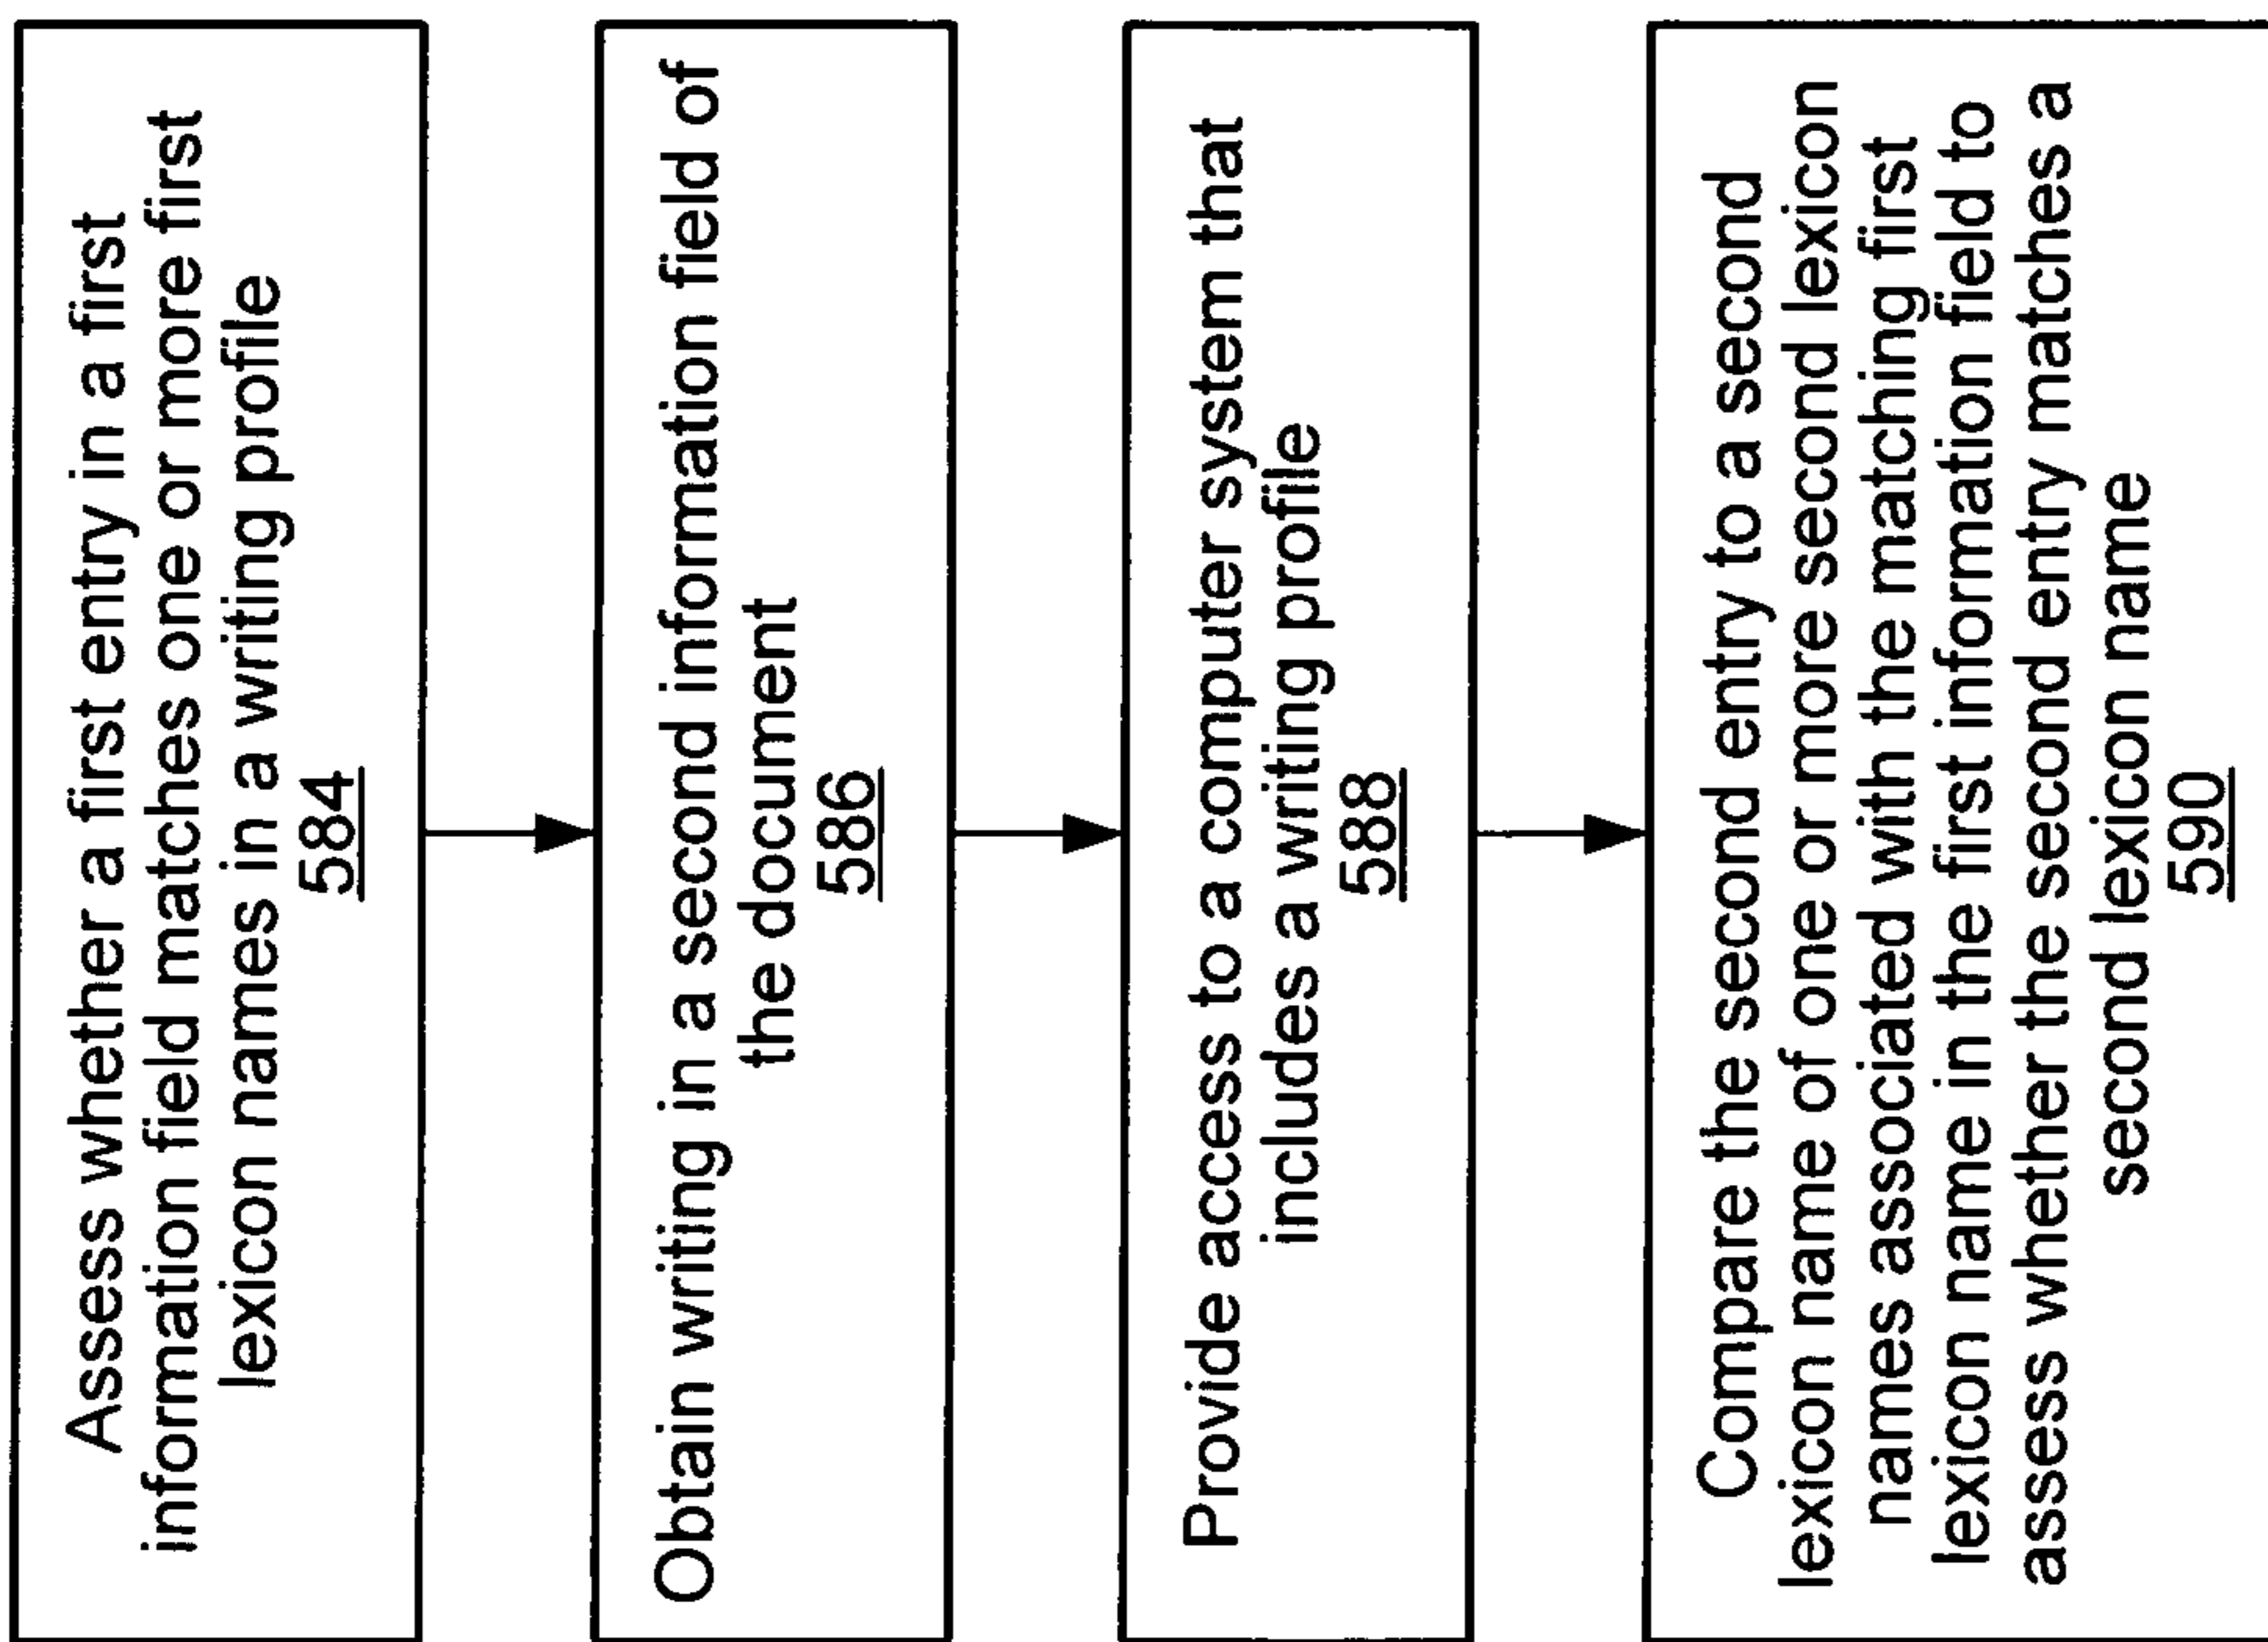 Assess whether a first entry in a first
information field matches one or more first
lexicon names in a writing profile
584
Obtain writing in a second information field of
the document
586
Provide access to a computer system that
includes a writing profile
588
Compare the second entry to a second
lexicon name of one or more second lexicon
names associated with the matching first
lexicon name in the first information field to
assess whether the second entry matches a
second lexicon name
590